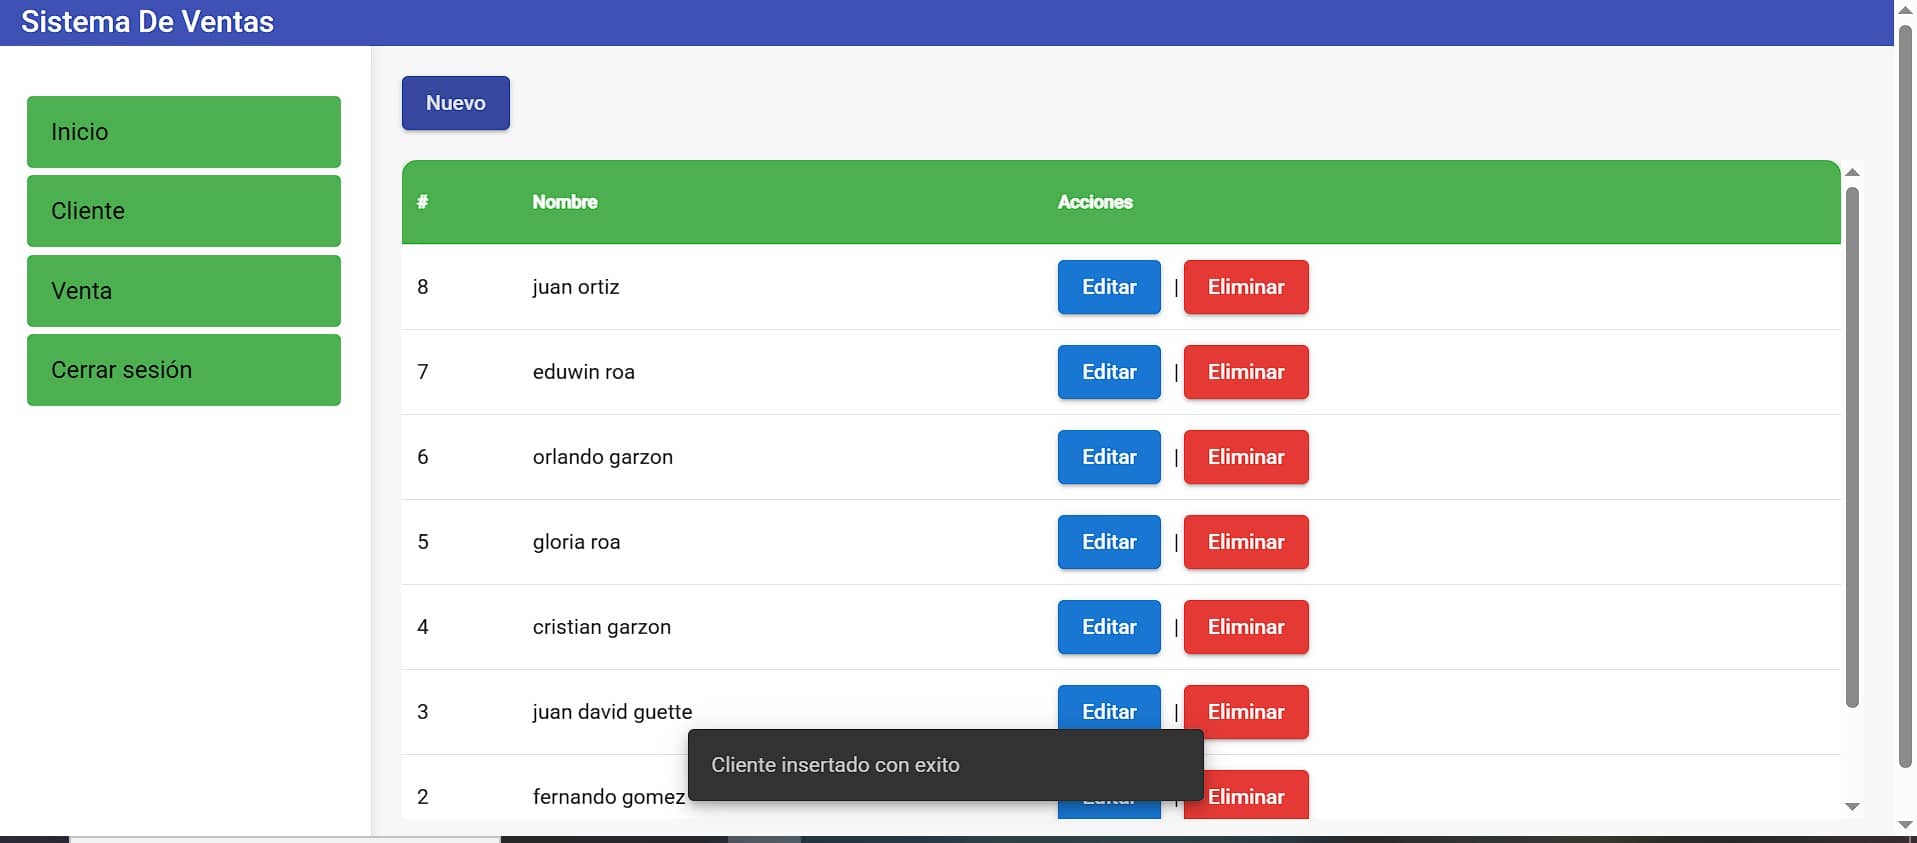 Sistema De Ventas
Inicio
Cliente
Venta
Cerrar sesión
Nuevo
# Nombre Acciones
8 juan ortiz Editar | Eliminar
7 eduwin roa Editar | Eliminar
6 orlando garzon Editar | Eliminar
5 gloria roa Editar | Eliminar
4 cristian garzon Editar | Eliminar
3 juan david guette Editar | Eliminar
Cliente insertado con exito
2 fernando gomez Editar | Eliminar